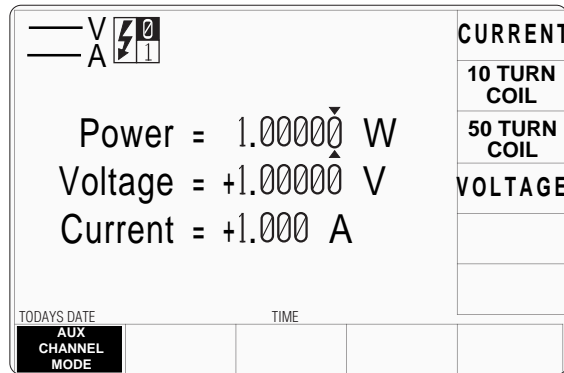 V 0
A 1
Power = 1.00000 W
Voltage = +1.00000 V
Current = +1.000 A
CURRENT
10 TURN
COIL
50 TURN
COIL
VOLTAGE
TODAYS DATE TIME
AUX
CHANNEL
MODE